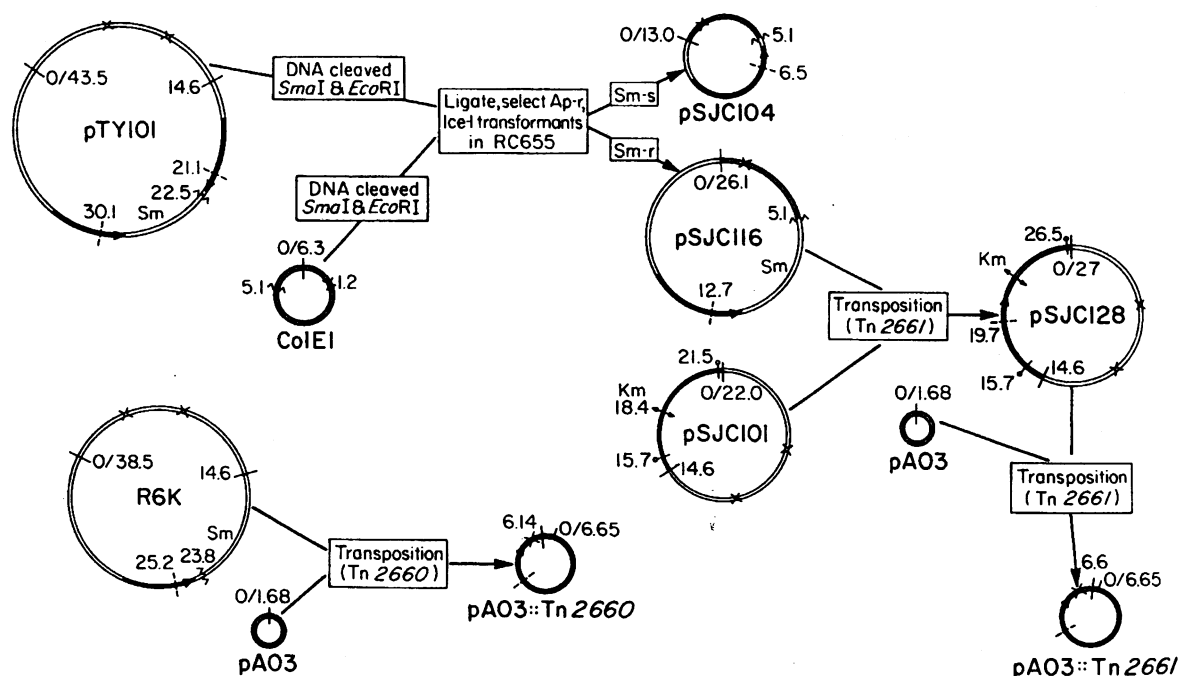 0/43.5
14.6
pTY101
21.1
22.5
30.1
Sm
DNA cleaved
SmaI & EcoRI
DNA cleaved
SmaI & EcoRI
0/6.3
5.1
1.2
ColE1
Ligate, select Ap-r,
Ice-I transformants
in RC655
Sm-s
Sm-r
0/13.0
5.1
6.5
pSJC104
0/26.1
5.1
pSJC116
Sm
12.7
Transposition
(Tn 2661)
21.5
0/22.0
Km
18.4
pSJC101
15.7
14.6
26.5
0/27
Km
pSJC128
19.7
14.6
15.7
0/1.68
pAO3
Transposition
(Tn 2661)
6.6
0/6.65
pAO3::Tn 2661
0/38.5
14.6
R6K
Sm
25.2
23.8
0/1.68
pAO3
Transposition
(Tn 2660)
6.14
0/6.65
pAO3::Tn 2660